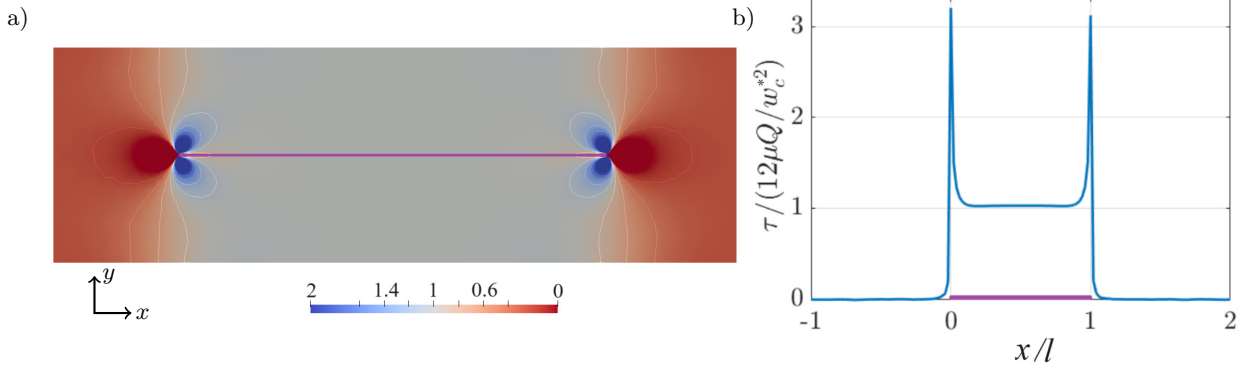 a)
y
x
2 1.4 1 0.6 0
b)
τ/(12μQ/w_c^{*2})
3
2
1
0
-1 0 1 2
x/l